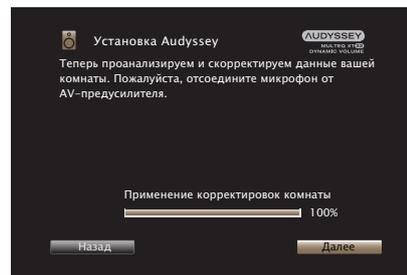 Установка Audyssey
AUDYSSEY
MULTEQ XT32
DYNAMIC VOLUME
Теперь проанализируем и скорректируем данные вашей
комнаты. Пожалуйста, отсоедините микрофон от
AV-предусилителя.
Применение корректировок комнаты
100%
Назад
Далее